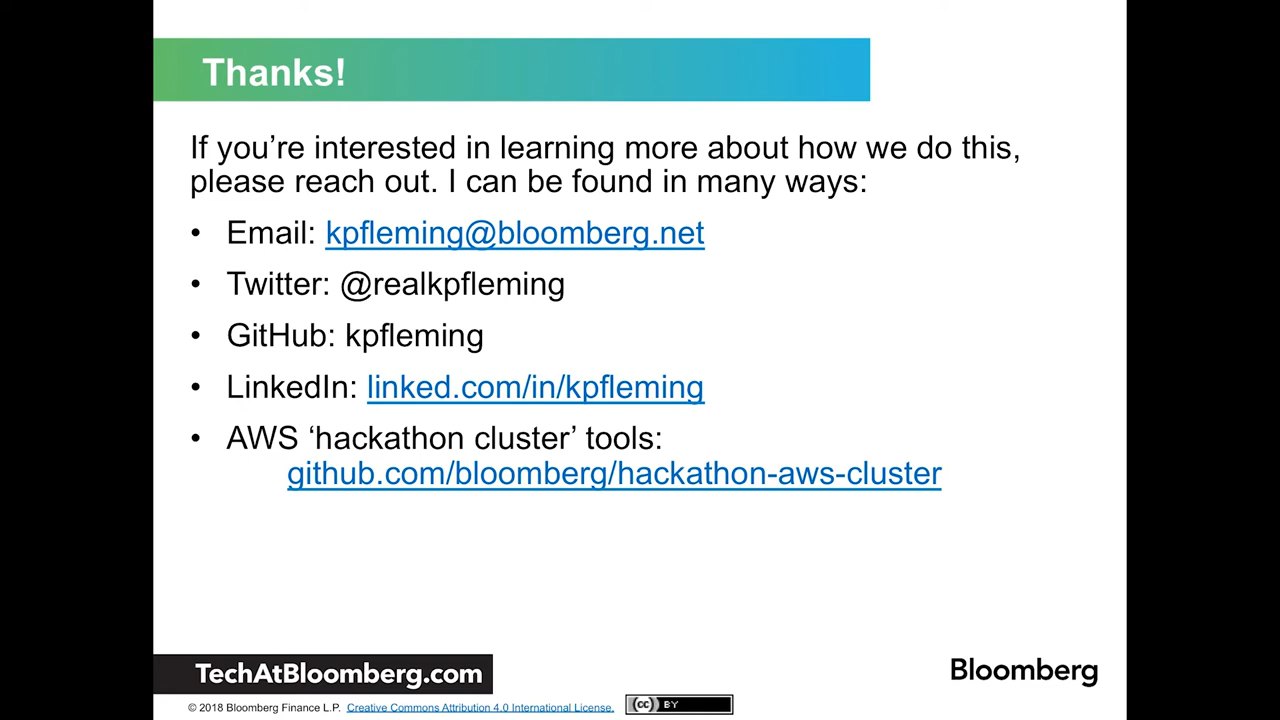 Thanks!
If you’re interested in learning more about how we do this,
please reach out. I can be found in many ways:
• Email: kpfleming@bloomberg.net
• Twitter: @realkpfleming
• GitHub: kpfleming
• LinkedIn: linked.com/in/kpfleming
• AWS ‘hackathon cluster’ tools:
github.com/bloomberg/hackathon-aws-cluster
TechAtBloomberg.com
Bloomberg
© 2018 Bloomberg Finance L.P. Creative Commons Attribution 4.0 International License.
cc BY